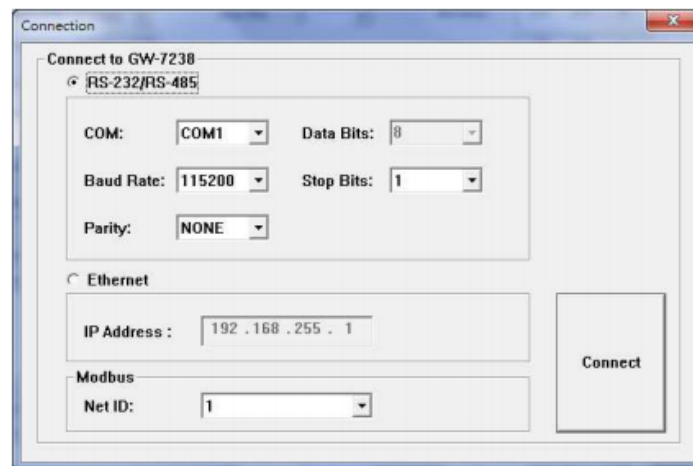 Connection
Connect to GW-7238
RS-232/RS-485
COM: COM1 Data Bits: 8
Baud Rate: 115200 Stop Bits: 1
Parity: NONE
Ethernet
IP Address : 192 .168 .255 . 1
Connect
Modbus
Net ID: 1